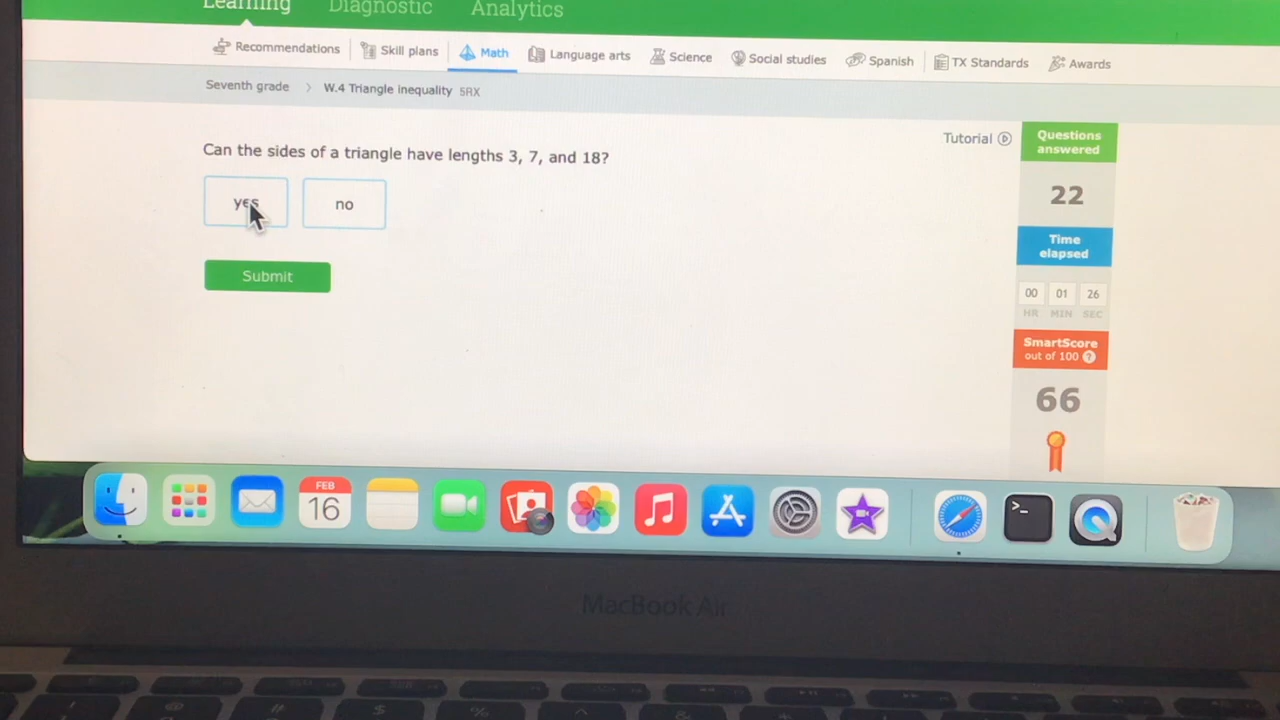 Learning Diagnostic Analytics
Recommendations Skill plans Math Language arts Science Social studies Spanish TX Standards Awards
Seventh grade > W.4 Triangle inequality 5RX
Tutorial
Questions
answered
Can the sides of a triangle have lengths 3, 7, and 18?
22
yes no
Time
elapsed
Submit
00 01 26
HR MIN SEC
SmartScore
out of 100 ?
66
FEB
16
>_
MacBook Air
# $ % ^ &